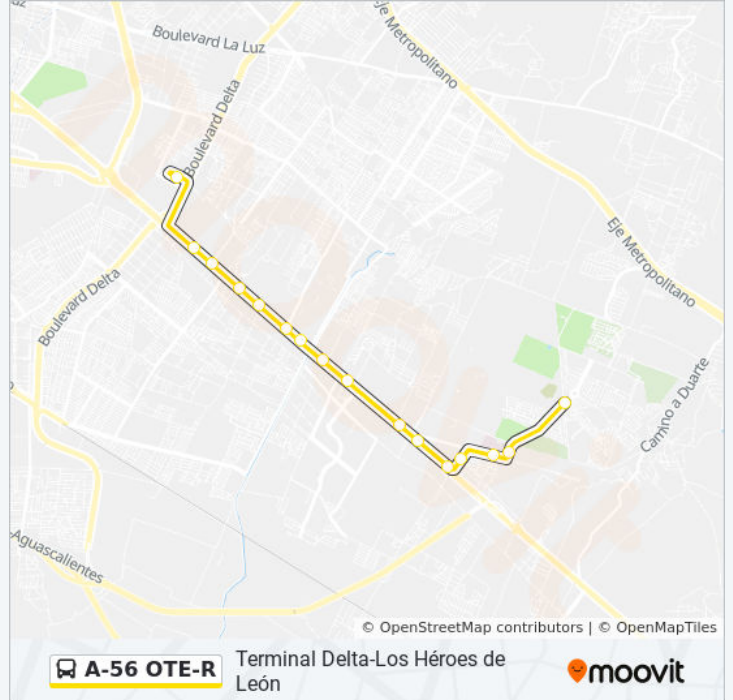 Boulevard La Luz
je Metropolitano
Boulevard Delta
Eje Metropolitano
Boulevard Delta
Camino a Duarte
Aguascalientes
© OpenStreetMap contributors | © OpenMapTiles
A-56 OTE-R
Terminal Delta-Los Héroes de
León
moovit